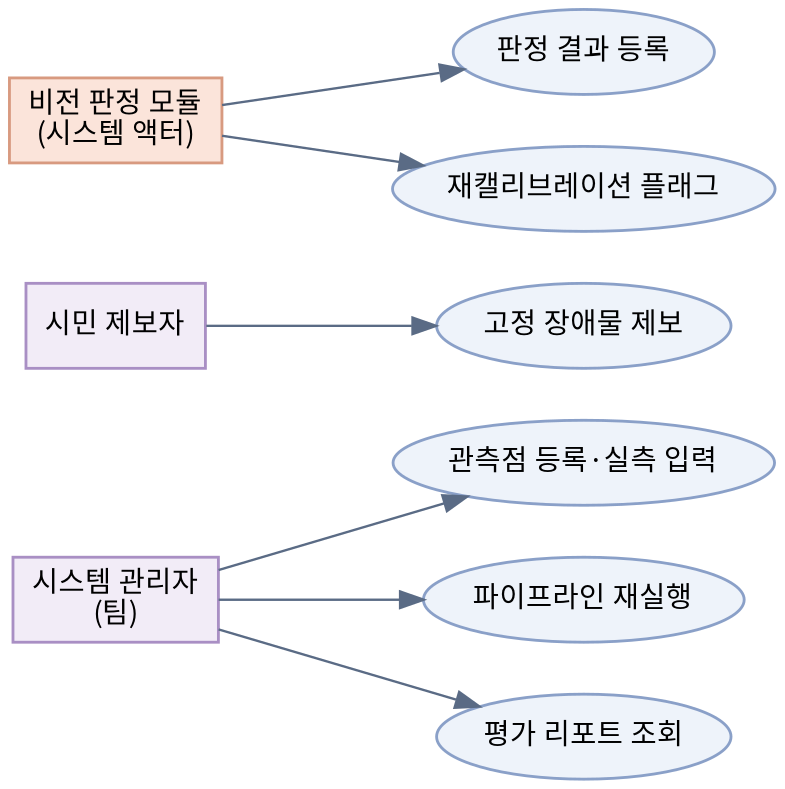 판정 결과 등록
비전 판정 모듈
(시스템 액터)
재캘리브레이션 플래그
시민 제보자
고정 장애물 제보
관측점 등록·실측 입력
시스템 관리자
(팀)
파이프라인 재실행
평가 리포트 조회